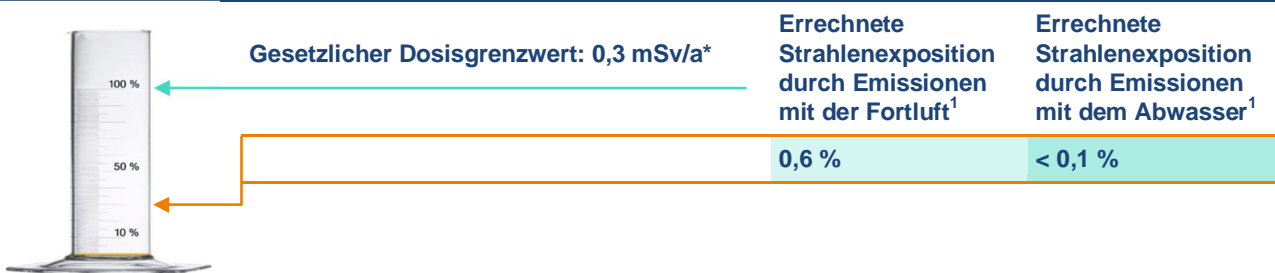 Gesetzlicher Dosisgrenzwert: 0,3 mSv/a*
Errechnete
Strahlenexposition
durch Emissionen
mit der Fortluft¹
Errechnete
Strahlenexposition
durch Emissionen
mit dem Abwasser¹
100 %
50 %
10 %
0,6 %
< 0,1 %